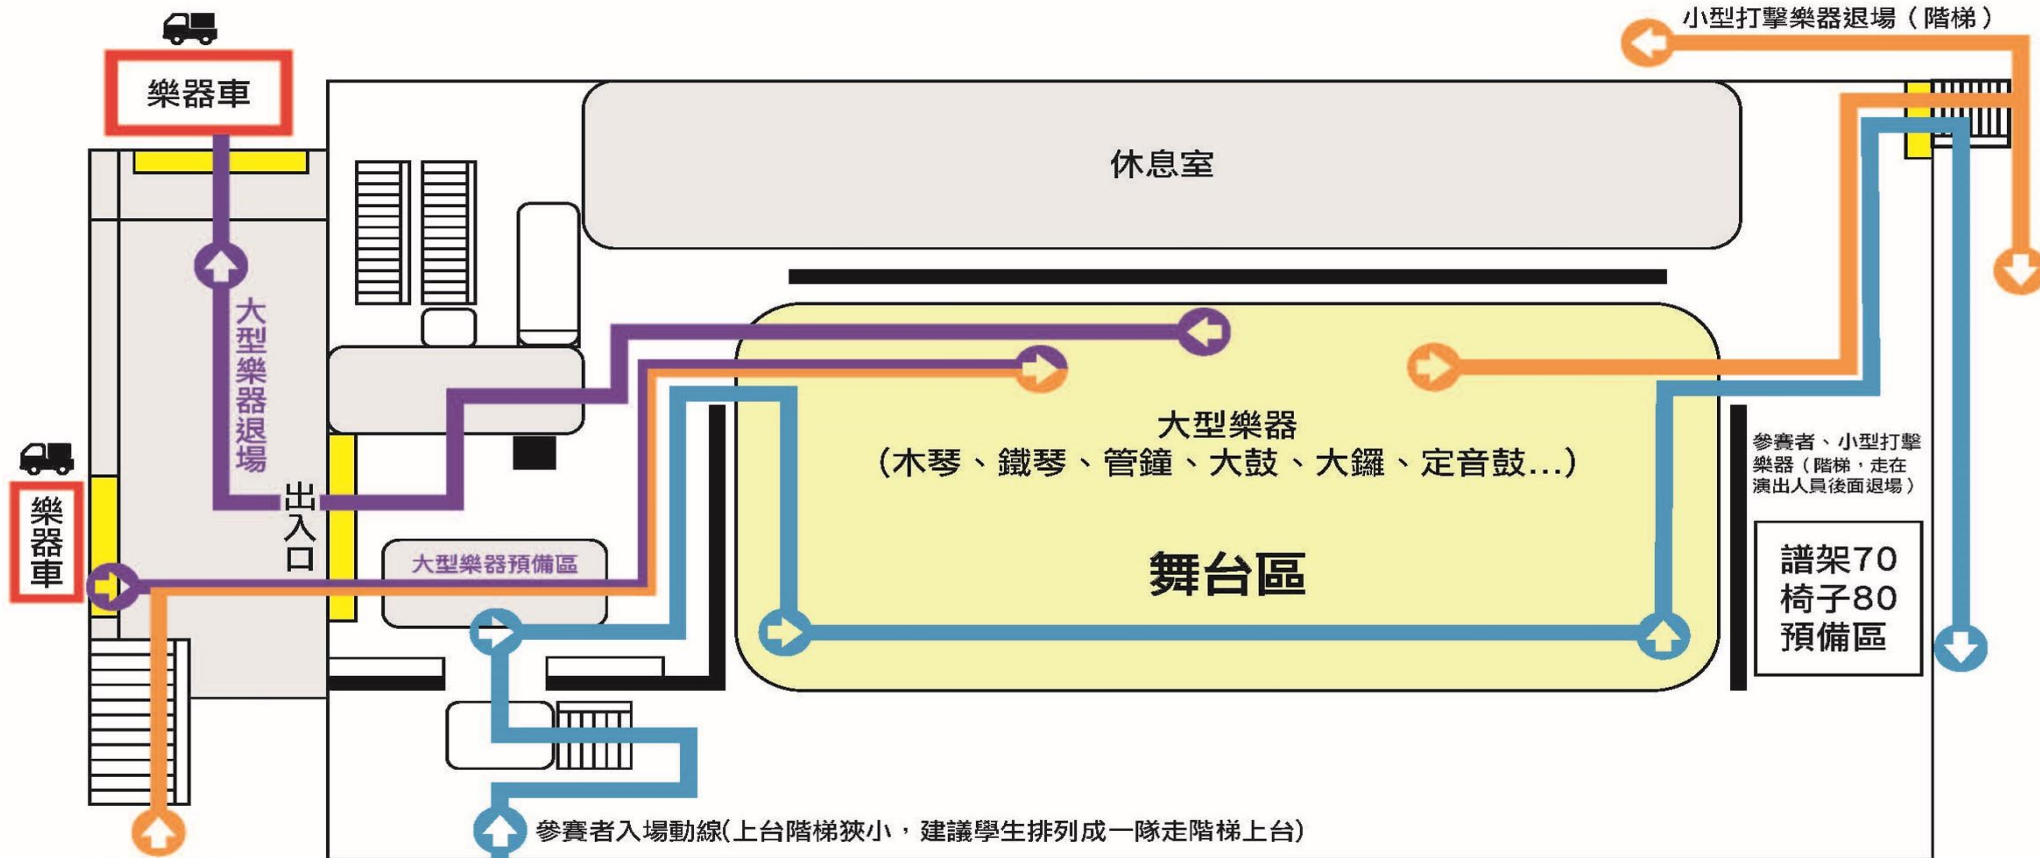 小型打擊樂器退場（階梯）
樂器車
休息室
大型樂器退場
大型樂器
（木琴、鐵琴、管鐘、大鼓、大鑼、定音鼓...）
參賽者、小型打擊
樂器（階梯，走在
演出人員後面退場）
樂器車
出入口
大型樂器預備區
舞台區
譜架70
椅子80
預備區
參賽者入場動線(上台階梯狹小，建議學生排列成一隊走階梯上台)